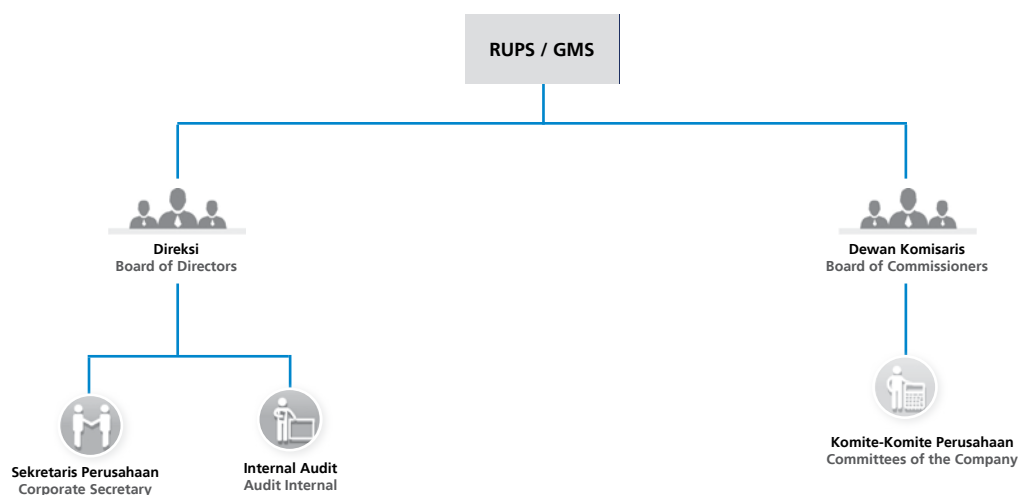 RUPS / GMS
Direksi
Board of Directors
Dewan Komisaris
Board of Commissioners
Sekretaris Perusahaan
Corporate Secretary
Internal Audit
Audit Internal
Komite-Komite Perusahaan
Committees of the Company